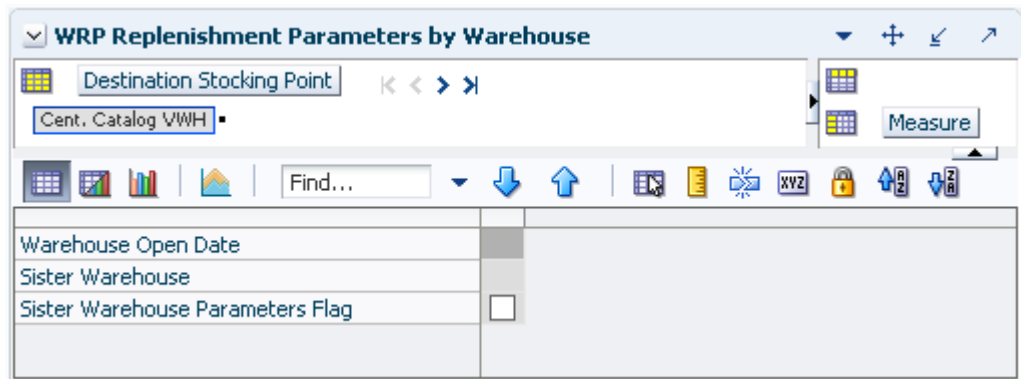 WRP Replenishment Parameters by Warehouse
Destination Stocking Point
Cent. Catalog VWH
Measure
Find...
XYZ
A Z
Z A
Warehouse Open Date
Sister Warehouse
Sister Warehouse Parameters Flag